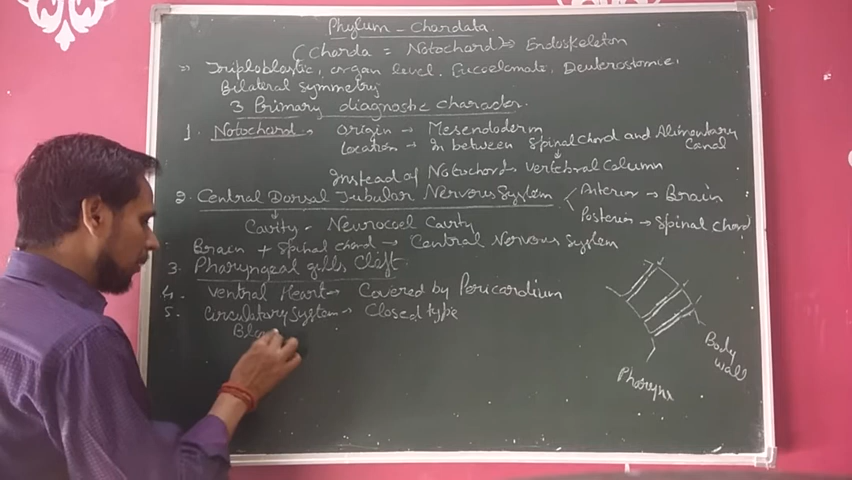 Phylum - Chordata
(Chorda = Notochord) ⇒ Endoskeleton
⇒ Triploblastic, organ level. Eucoelomate, Deuterostomie,
Bilateral symmetry
3 Primary diagnostic character.
1. Notochord → Origin → Mesendoderm
Location → In between Spinal Chord and Alimentary Canal
Instead of Notochord → Vertebral Column
2. Central Dorsal Tubular Nervous System
Anterior → Brain
Posterior → Spinal chord
Cavity - Neurocoel Cavity
Brain + Spinal chord → Central Nervous System
3. Pharyngeal gills Cleft
4. Ventral Heart → Covered by Pericardium
5. Circulatory System → Closed type
Blo
Body wall
Pharynx